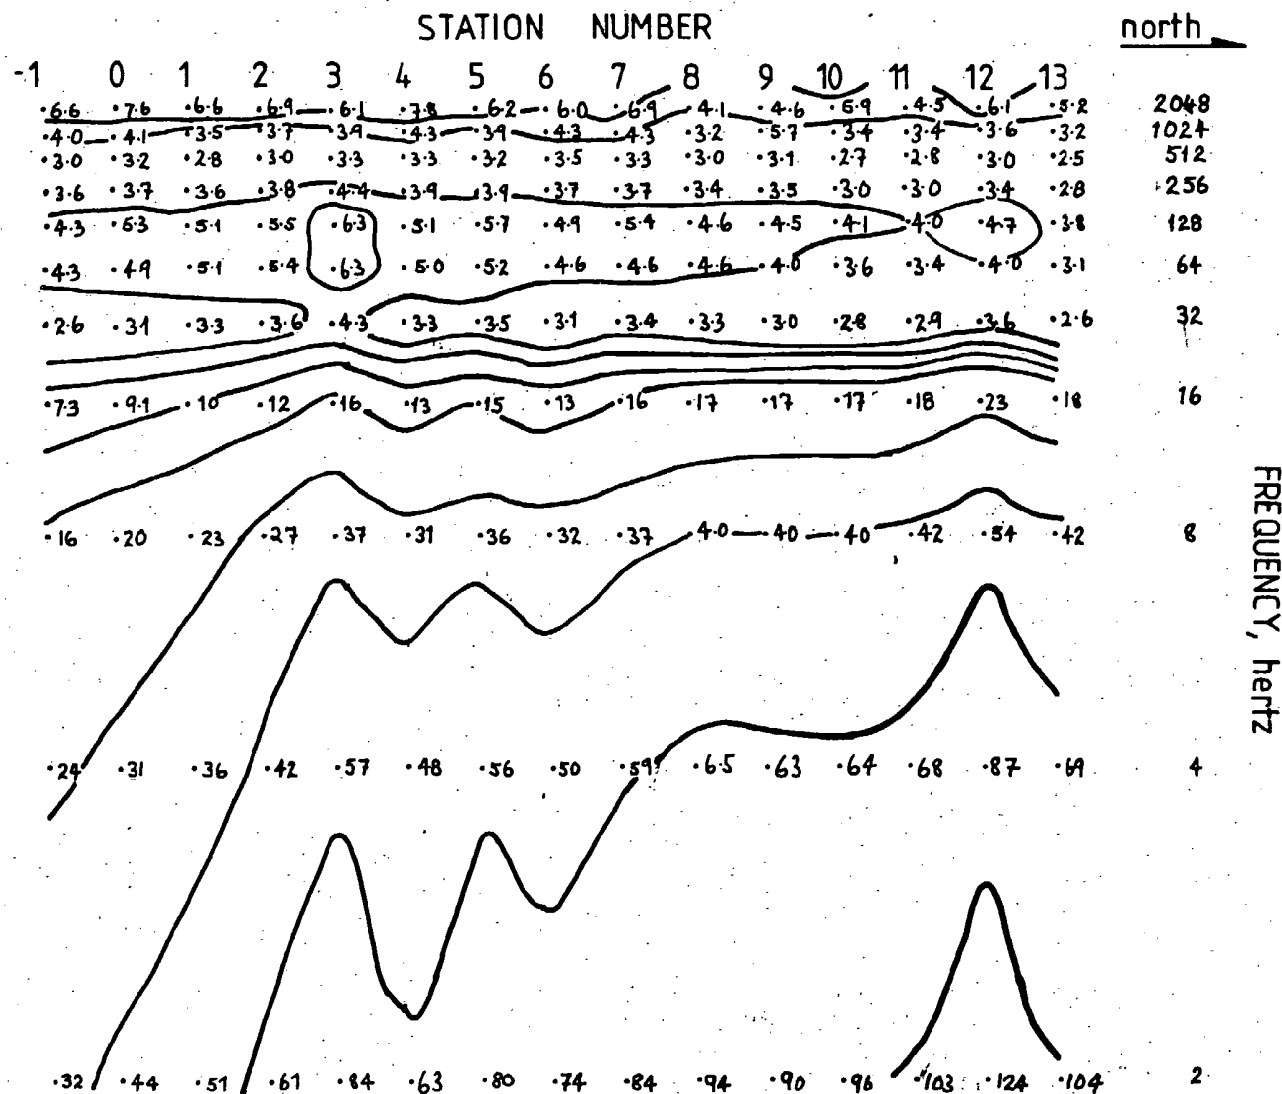 STATION NUMBER north
-1 0 1 2 3 4 5 6 7 8 9 10 11 12 13
·6.6 ·7.6 ·6.6 ·6.9 ·6.1 ·7.8 ·6.2 ·6.0 ·6.9 ·4.1 ·4.6 ·5.9 ·4.5 ·6.1 ·5.2 2048
·4.0 ·4.1 ·3.5 ·3.7 3.9 ·4.3 ·3.9 ·4.3 ·4.3 ·3.2 ·5.7 ·3.4 ·3.4 ·3.6 ·3.2 1024
·3.0 ·3.2 ·2.8 ·3.0 ·3.3 ·3.3 ·3.2 ·3.5 ·3.3 ·3.0 ·3.1 ·2.7 ·2.8 ·3.0 ·2.5 512
·3.6 ·3.7 ·3.6 ·3.8 ·4.4 ·3.9 ·3.9 ·3.7 ·3.7 ·3.4 ·3.5 ·3.0 ·3.0 ·3.4 ·2.8 256
·4.3 ·5.3 ·5.1 ·5.5 ·6.3 ·5.1 ·5.7 ·4.9 ·5.4 ·4.6 ·4.5 ·4.1 ·4.0 ·4.7 ·3.8 128
·4.3 ·4.9 ·5.1 ·5.4 ·6.3 ·5.0 ·5.2 ·4.6 ·4.6 ·4.6 ·4.0 ·3.6 ·3.4 ·4.0 ·3.1 64
·2.6 ·31 ·3.3 ·3.6 ·4.3 ·3.3 ·3.5 ·3.1 ·3.4 ·3.3 ·3.0 ·2.8 ·2.9 ·3.6 ·2.6 32
·7.3 ·9.1 ·10 ·12 ·16 ·13 ·15 ·13 ·16 ·17 ·17 ·17 ·18 ·23 ·18 16
·16 ·20 ·23 ·27 ·37 ·31 ·36 ·32 ·37 4.0 ·40 ·40 ·42 ·54 ·42 8
·24 ·31 ·36 ·42 ·57 ·48 ·56 ·50 ·59 ·6.5 ·63 ·64 ·68 ·87 ·69 4
·32 ·44 ·51 ·61 ·84 ·63 ·80 ·74 ·84 ·94 ·90 ·96 ·103 ·124 ·104 2
FREQUENCY, hertz